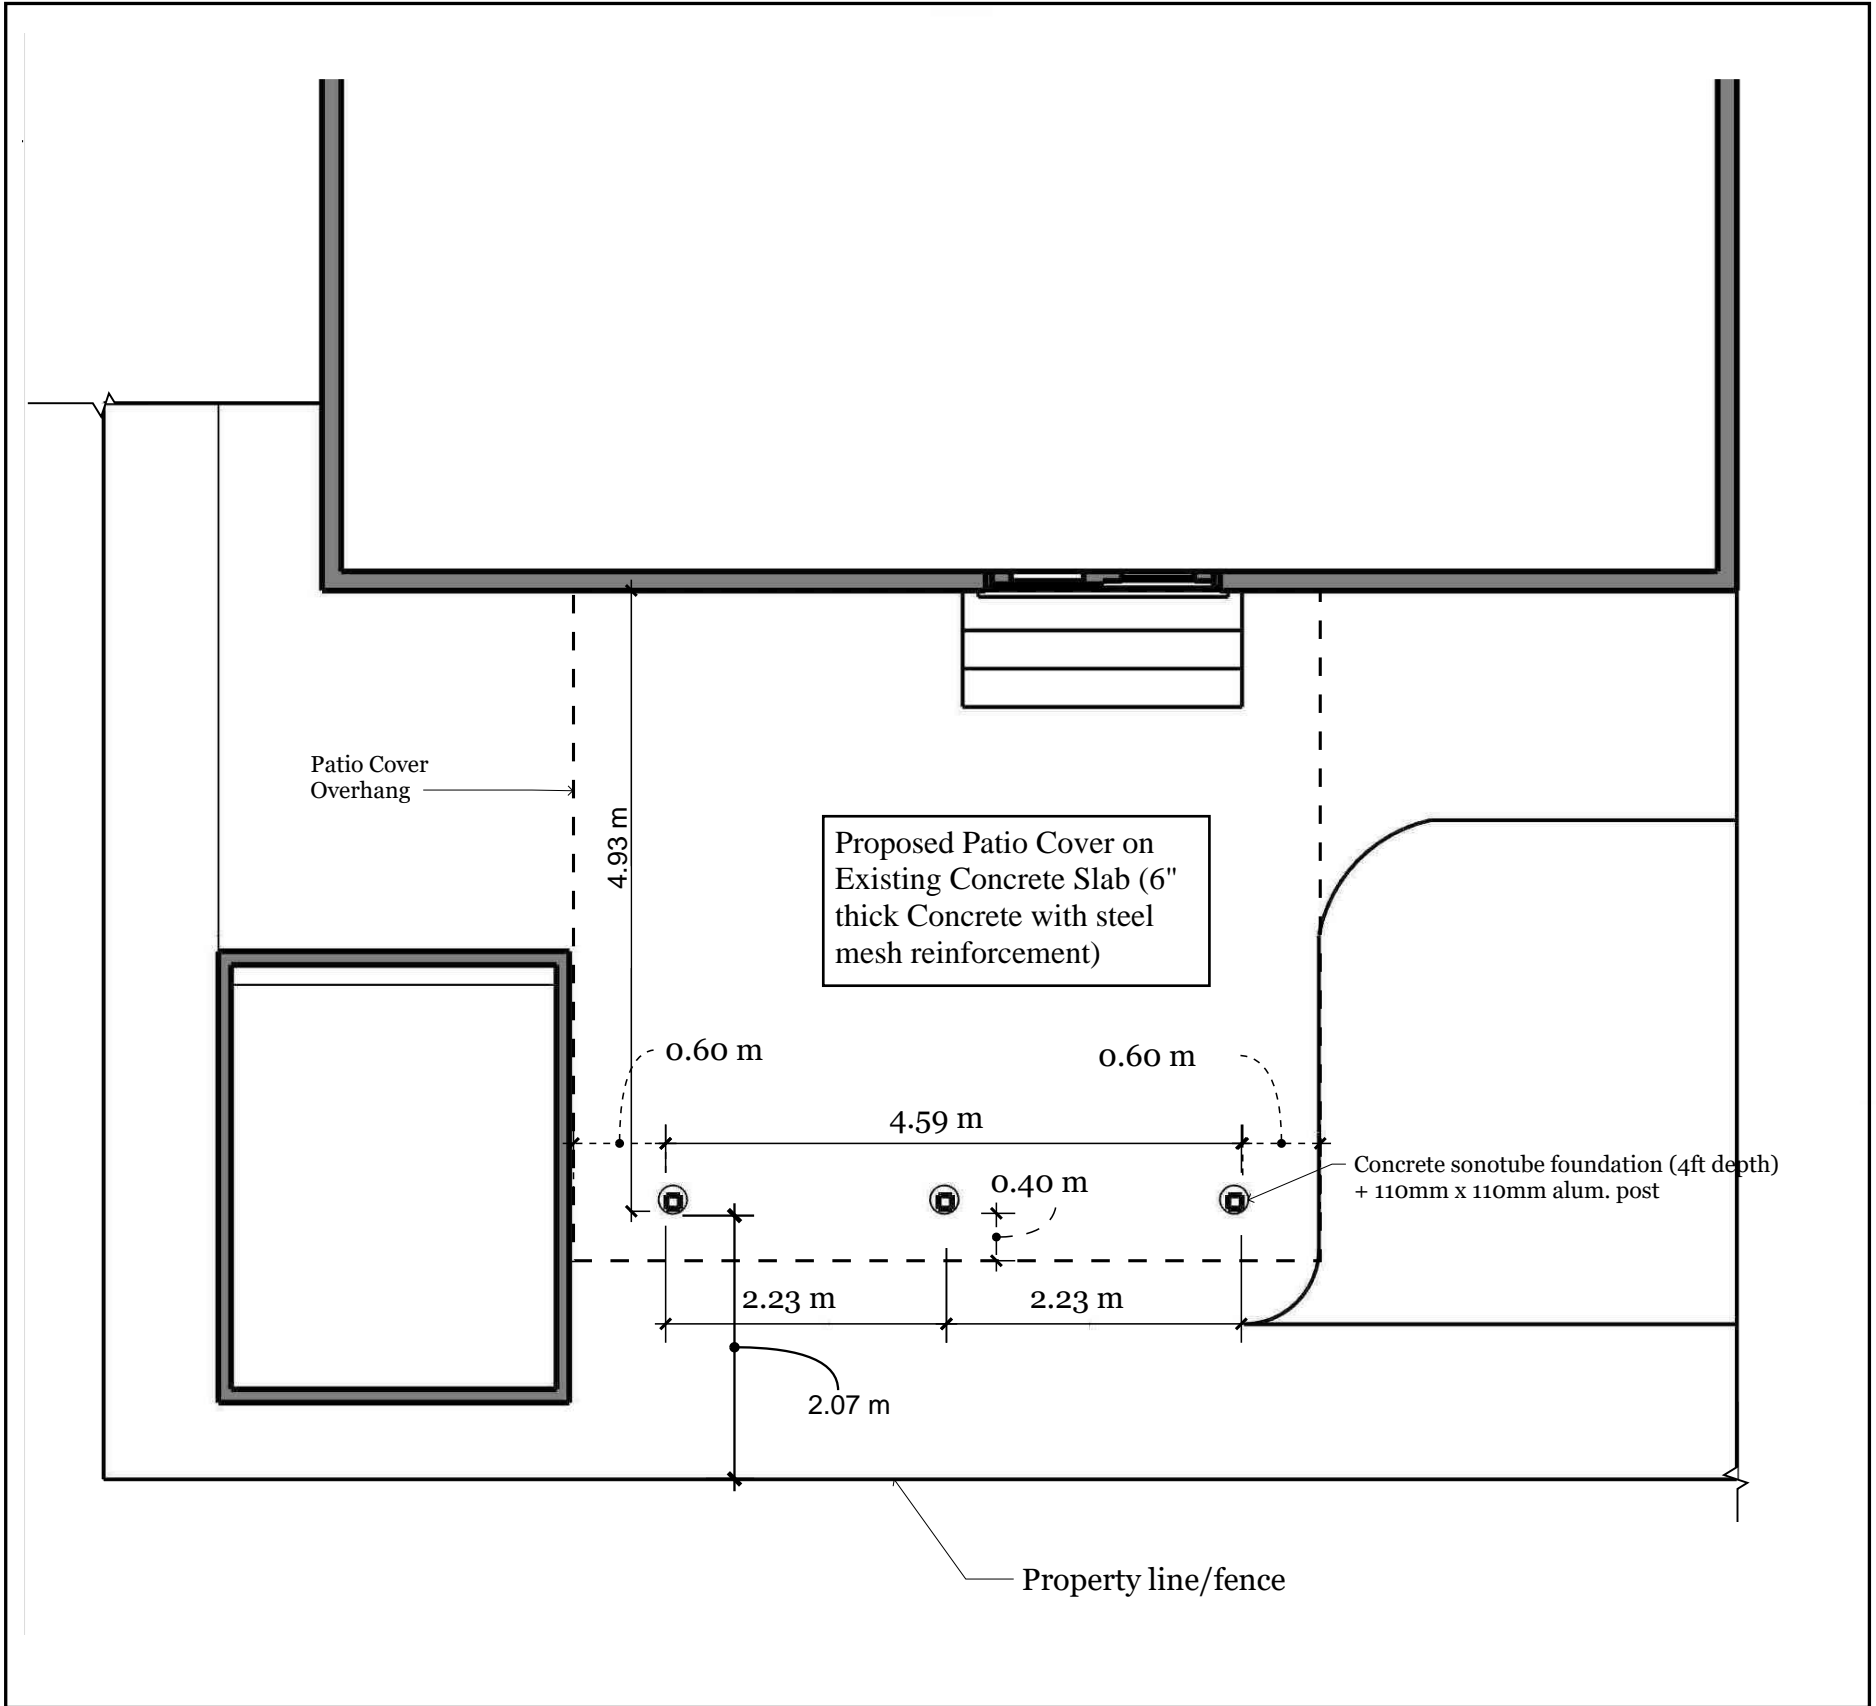 Patio Cover
Overhang
4.93 m
Proposed Patio Cover on
Existing Concrete Slab (6"
thick Concrete with steel
mesh reinforcement)
0.60 m
0.60 m
4.59 m
Concrete sonotube foundation (4ft depth)
+ 110mm x 110mm alum. post
0.40 m
2.23 m
2.23 m
2.07 m
Property line/fence